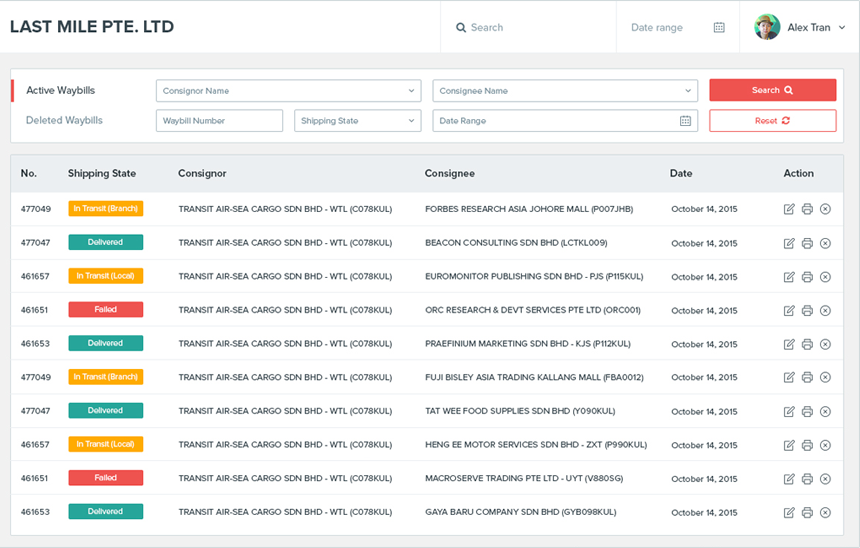 LAST MILE PTE. LTD
Search
Date range
Alex Tran
Active Waybills
Consignor Name
Consignee Name
Search
Deleted Waybills
Waybill Number
Shipping State
Date Range
Reset
No. Shipping State Consignor Consignee Date Action
477049 In Transit (Branch) TRANSIT AIR-SEA CARGO SDN BHD - WTL (C078KUL) FORBES RESEARCH ASIA JOHORE MALL (P007JHB) October 14, 2015
477047 Delivered TRANSIT AIR-SEA CARGO SDN BHD - WTL (C078KUL) BEACON CONSULTING SDN BHD (LCTKL009) October 14, 2015
461657 In Transit (Local) TRANSIT AIR-SEA CARGO SDN BHD - WTL (C078KUL) EUROMONITOR PUBLISHING SDN BHD - PJS (P115KUL) October 14, 2015
461651 Failed TRANSIT AIR-SEA CARGO SDN BHD - WTL (C078KUL) ORC RESEARCH & DEVT SERVICES PTE LTD (ORC001) October 14, 2015
461653 Delivered TRANSIT AIR-SEA CARGO SDN BHD - WTL (C078KUL) PRAEFINIUM MARKETING SDN BHD - KJS (P112KUL) October 14, 2015
477049 In Transit (Branch) TRANSIT AIR-SEA CARGO SDN BHD - WTL (C078KUL) FUJI BISLEY ASIA TRADING KALLANG MALL (FBA0012) October 14, 2015
477047 Delivered TRANSIT AIR-SEA CARGO SDN BHD - WTL (C078KUL) TAT WEE FOOD SUPPLIES SDN BHD (Y090KUL) October 14, 2015
461657 In Transit (Local) TRANSIT AIR-SEA CARGO SDN BHD - WTL (C078KUL) HENG EE MOTOR SERVICES SDN BHD - ZXT (P990KUL) October 14, 2015
461651 Failed TRANSIT AIR-SEA CARGO SDN BHD - WTL (C078KUL) MACROSERVE TRADING PTE LTD - UYT (V880SG) October 14, 2015
461653 Delivered TRANSIT AIR-SEA CARGO SDN BHD - WTL (C078KUL) GAYA BARU COMPANY SDN BHD (GYB098KUL) October 14, 2015